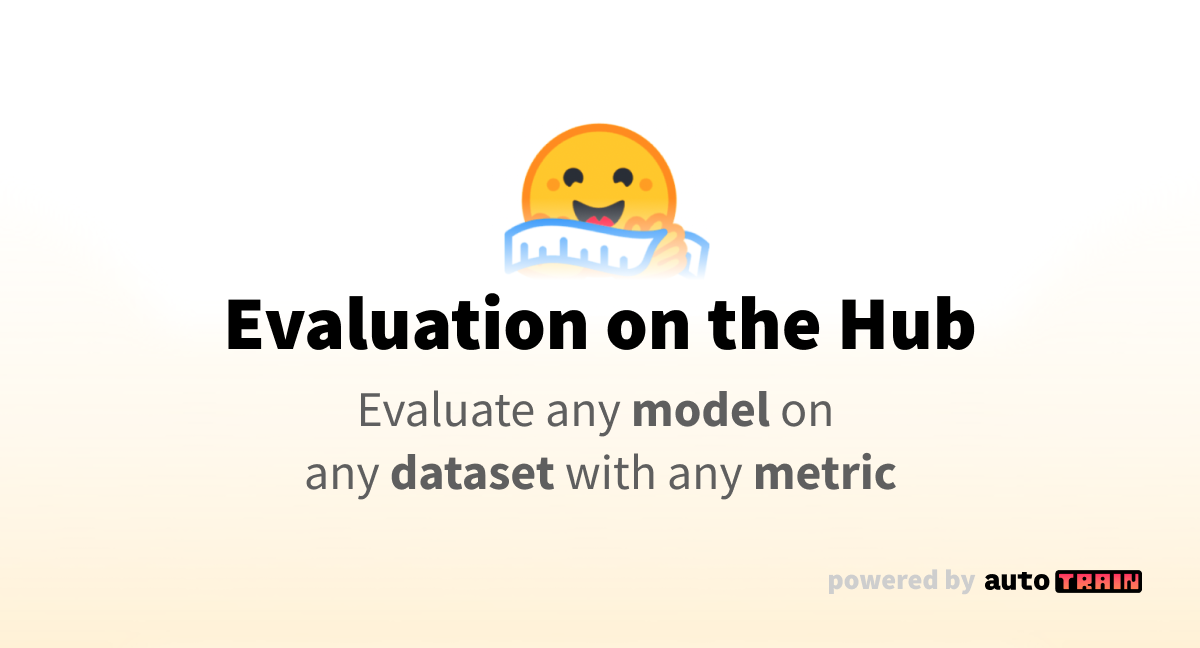 Evaluation on the Hub
Evaluate any model on
any dataset with any metric
powered by auto TRAIN